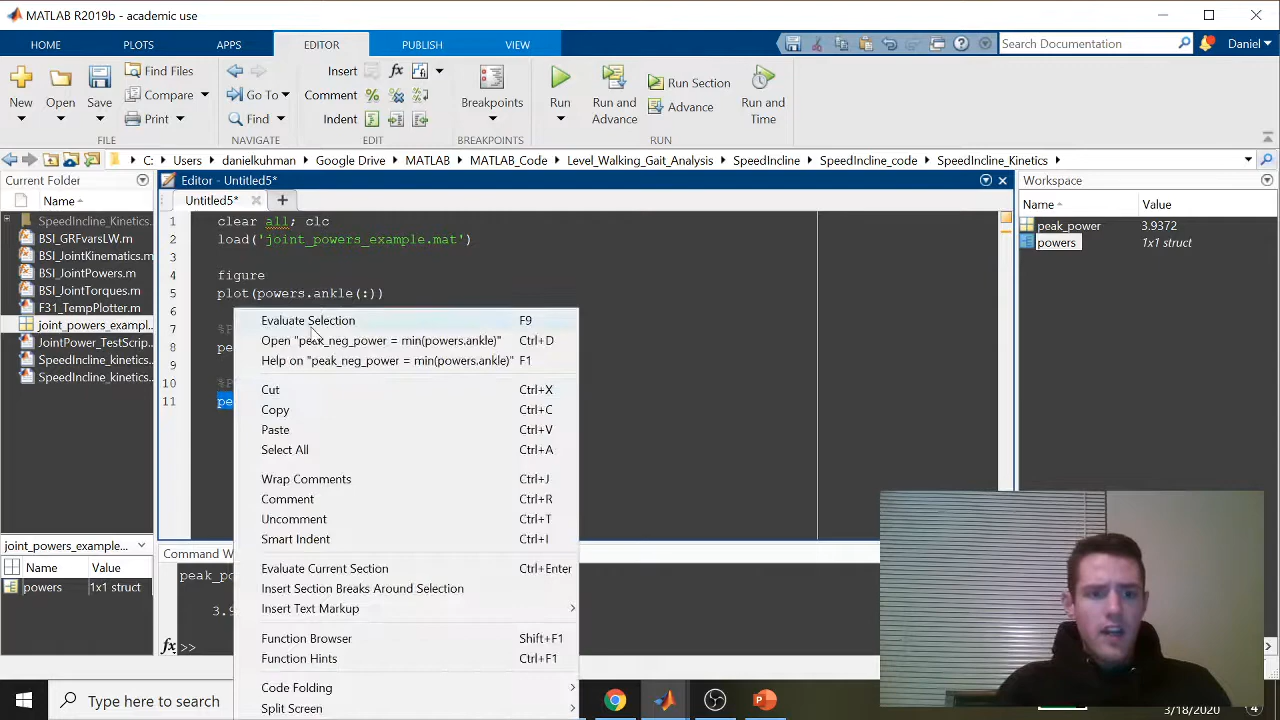 MATLAB R2019b - academic use
HOME PLOTS APPS EDITOR PUBLISH VIEW
Search Documentation
Daniel
New
Open
Save
Find Files
Compare
Print
FILE
Go To
Find
NAVIGATE
Insert fx
Comment %
Indent
EDIT
Breakpoints
BREAKPOINTS
Run
Run and Advance
Run Section
Advance
Run and Time
RUN
C: Users danielkuhman Google Drive MATLAB MATLAB_Code Level_Walking_Gait_Analysis SpeedIncline SpeedIncline_code SpeedIncline_Kinetics
Current Folder
Name
SpeedIncline_Kinetics.
BSI_GRFvarsLW.m
BSI_JointKinematics.m
BSI_JointPowers.m
BSI_JointTorques.m
F31_TempPlotter.m
joint_powers_exampl...
JointPower_TestScrip...
SpeedIncline_kinetics...
SpeedIncline_kinetics...
joint_powers_example...
Name Value
powers 1x1 struct
Editor - Untitled5*
Untitled5*
1 clear all; clc
2 load('joint_powers_example.mat')
3
4 figure
5 plot(powers.ankle(:))
6
7 %P
8 pe
9
10 %P
11 pe
Evaluate Selection F9
Open "peak_neg_power = min(powers.ankle)" Ctrl+D
Help on "peak_neg_power = min(powers.ankle)" F1
Cut Ctrl+X
Copy Ctrl+C
Paste Ctrl+V
Select All Ctrl+A
Wrap Comments Ctrl+J
Comment Ctrl+R
Uncomment Ctrl+T
Smart Indent Ctrl+I
Evaluate Current Section Ctrl+Enter
Insert Section Breaks Around Selection
Insert Text Markup
Function Browser Shift+F1
Function Hints Ctrl+F1
Code Folding
Split Screen
Command W
peak_po
3.9
fx >>
Workspace
Name Value
peak_power 3.9372
powers 1x1 struct
Type here to search
3/18/2020
4